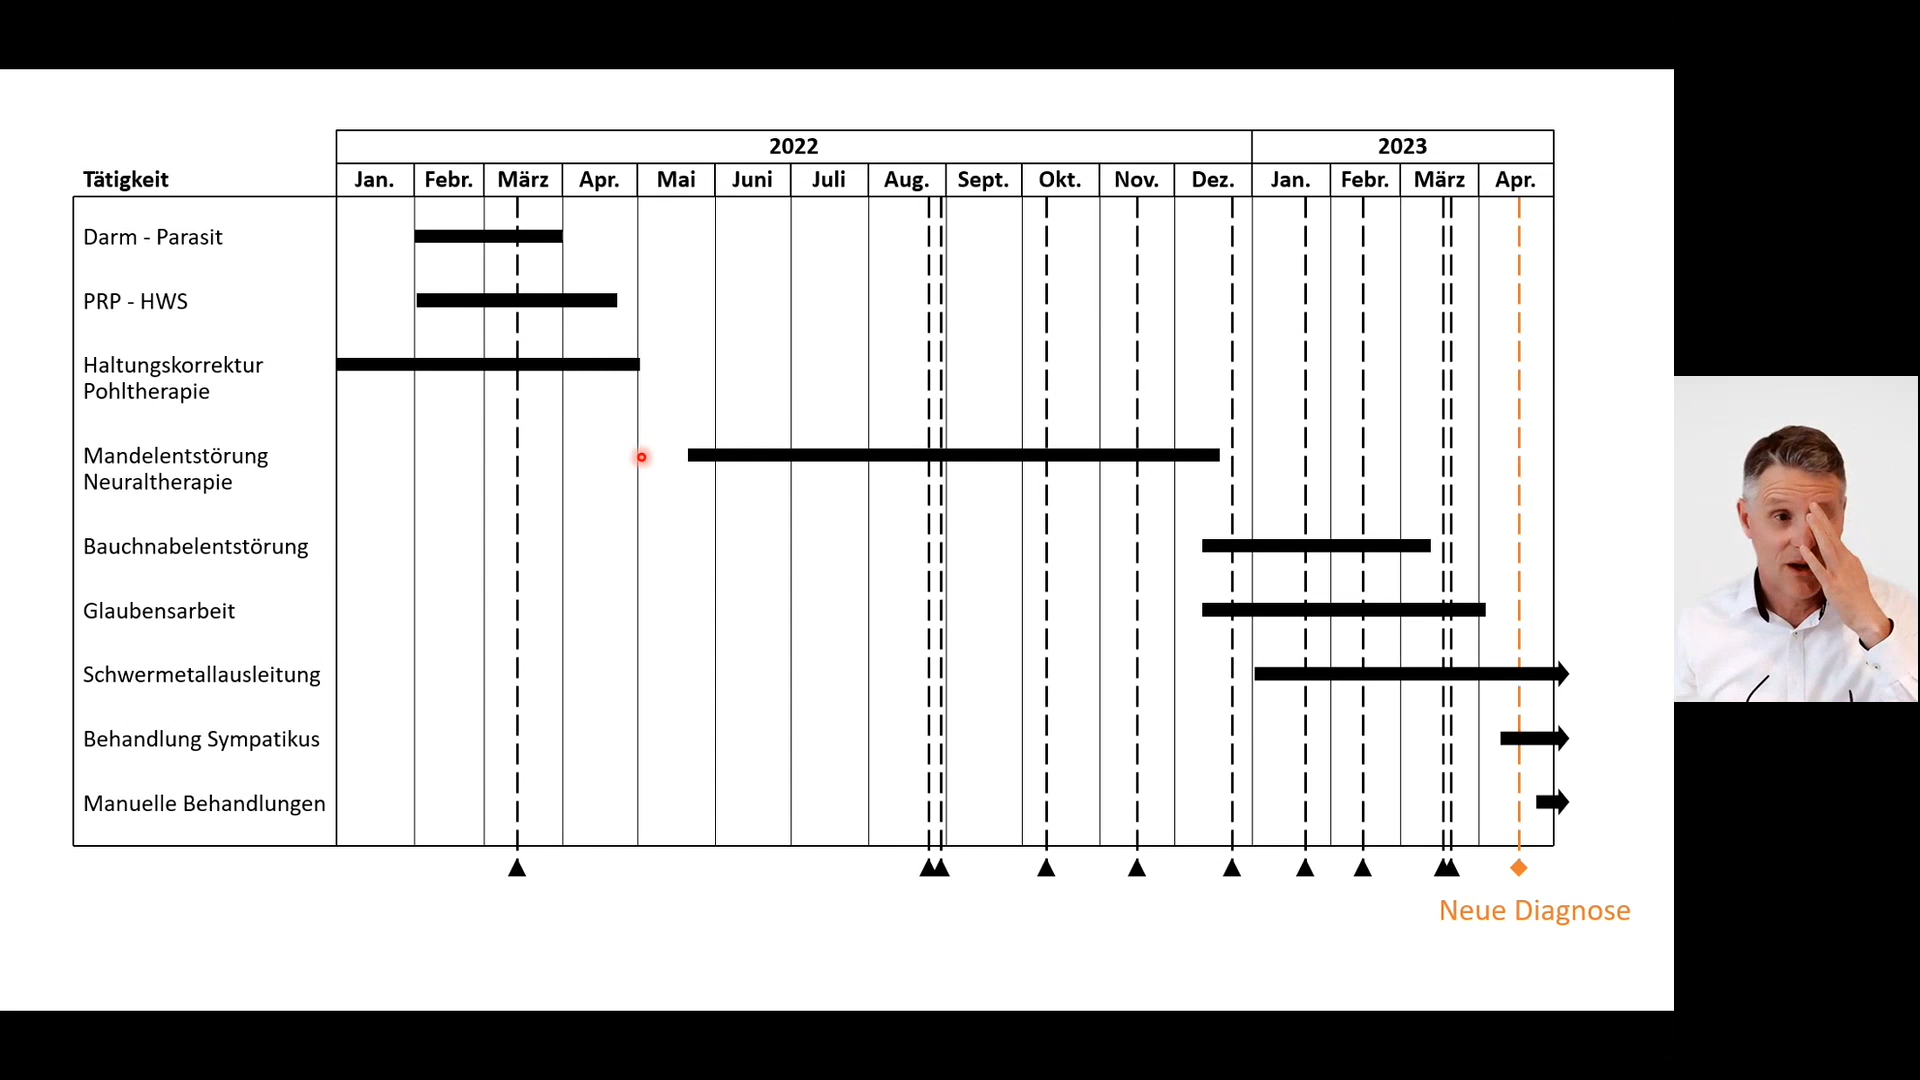 2022 2023
Tätigkeit Jan. Febr. März Apr. Mai Juni Juli Aug. Sept. Okt. Nov. Dez. Jan. Febr. März Apr.
Darm - Parasit
PRP - HWS
Haltungskorrektur
Pohltherapie
Mandelentstörung
Neuraltherapie
Bauchnabelentstörung
Glaubensarbeit
Schwermetallausleitung
Behandlung Sympatikus
Manuelle Behandlungen
Neue Diagnose